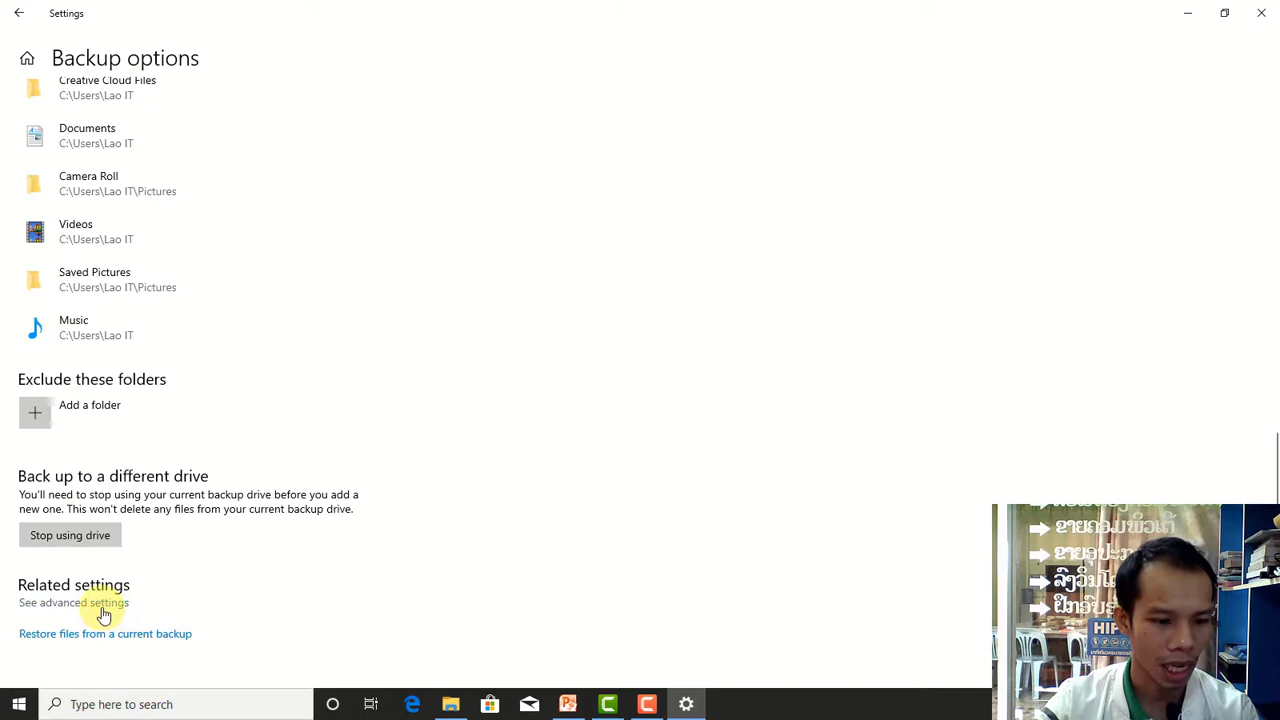 Settings
Backup options
Creative Cloud Files
C:\Users\Lao IT
Documents
C:\Users\Lao IT
Camera Roll
C:\Users\Lao IT\Pictures
Videos
C:\Users\Lao IT
Saved Pictures
C:\Users\Lao IT\Pictures
Music
C:\Users\Lao IT
Exclude these folders
Add a folder
Back up to a different drive
You'll need to stop using your current backup drive before you add a
new one. This won't delete any files from your current backup drive.
Stop using drive
Related settings
See advanced settings
Restore files from a current backup
Type here to search